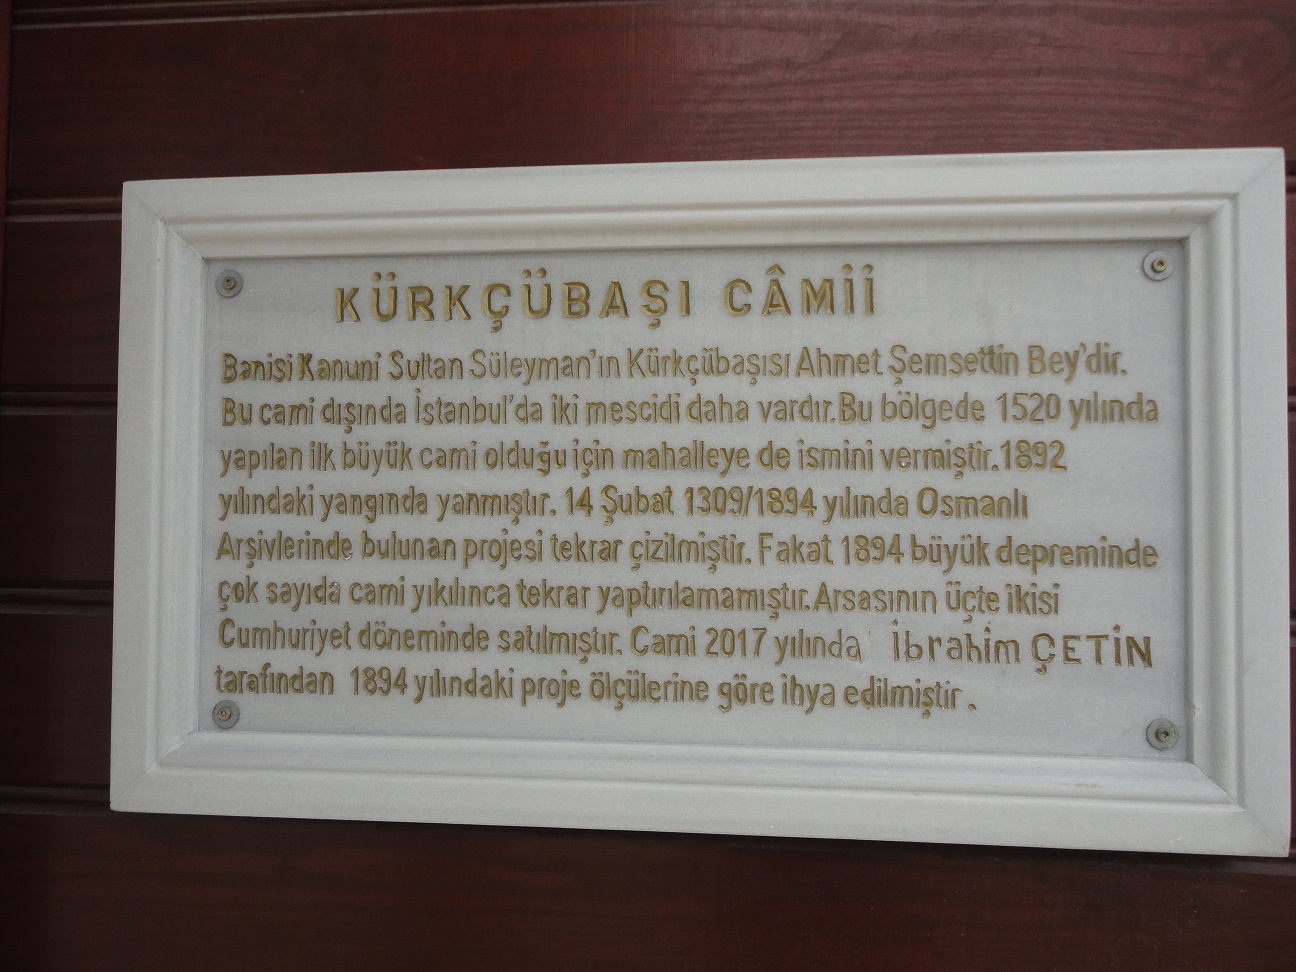 KÜRKÇÜBAŞI CÂMİİ
Banisi Kanuni Sultan Süleyman'ın Kürkçübaşısı Ahmet Şemsettin Bey'dir.
Bu cami dışında İstanbul'da iki mescidi daha vardır.Bu bölgede 1520 yılında
yapılan ilk büyük cami olduğu için mahalleye de ismini vermiştir.1892
yılındaki yangında yanmıştır. 14 Şubat 1309/1894 yılında Osmanlı
Arşivlerinde bulunan projesi tekrar çizilmiştir. Fakat 1894 büyük depreminde
çok sayıda cami yıkılınca tekrar yaptırılamamıştır. Arsasının üçte ikisi
Cumhuriyet döneminde satılmıştır. Cami 2017 yılında İbrahim ÇETİN
tarafından 1894 yılındaki proje ölçülerine göre ihya edilmiştir.